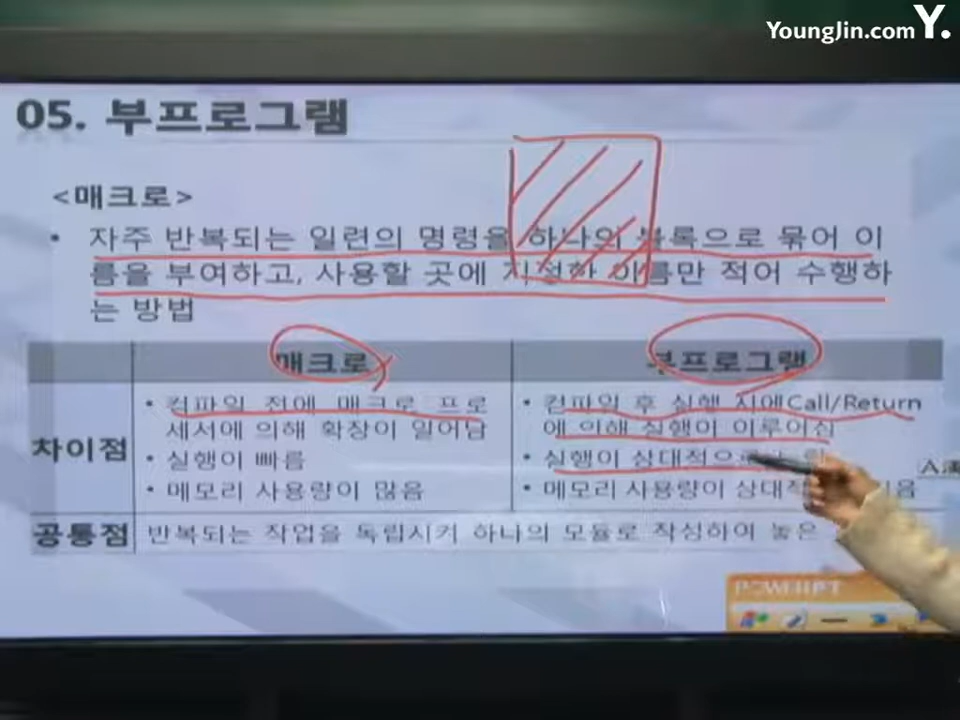 YoungJin.com Y.
05. 부프로그램
<매크로>
• 자주 반복되는 일련의 명령을 하나의 블록으로 묶어 이
름을 부여하고, 사용할 곳에 지정한 이름만 적어 수행하
는 방법
매크로 부프로그램
차이점
• 컴파일 전에 매크로 프로
세서에 의해 확장이 일어남
• 실행이 빠름
• 메모리 사용량이 많음
• 컴파일 후 실행 시에Call/Return
에 의해 실행이 이루어짐
• 실행이 상대적으로
• 메모리 사용량이
공통점 반복되는 작업을 독립시켜 하나의 모듈로 작성하여 놓은
POWERPT
A漢